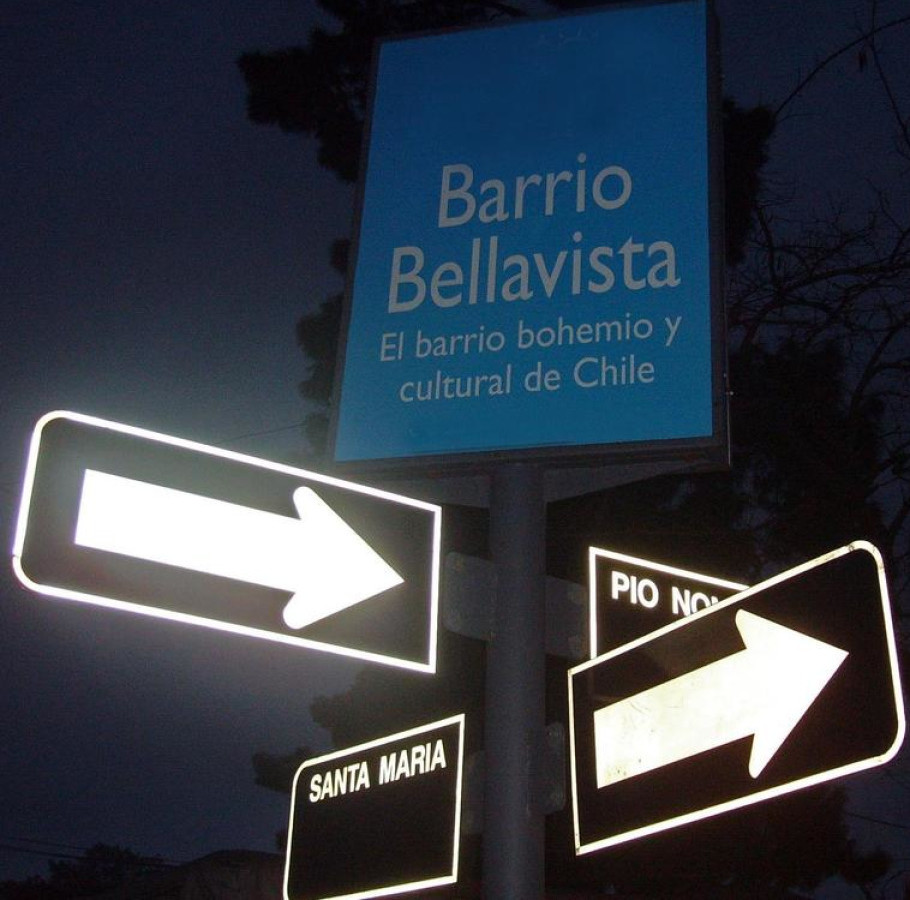 Barrio
Bellavista
El barrio bohemio y
cultural de Chile
PIO
SANTA MARIA